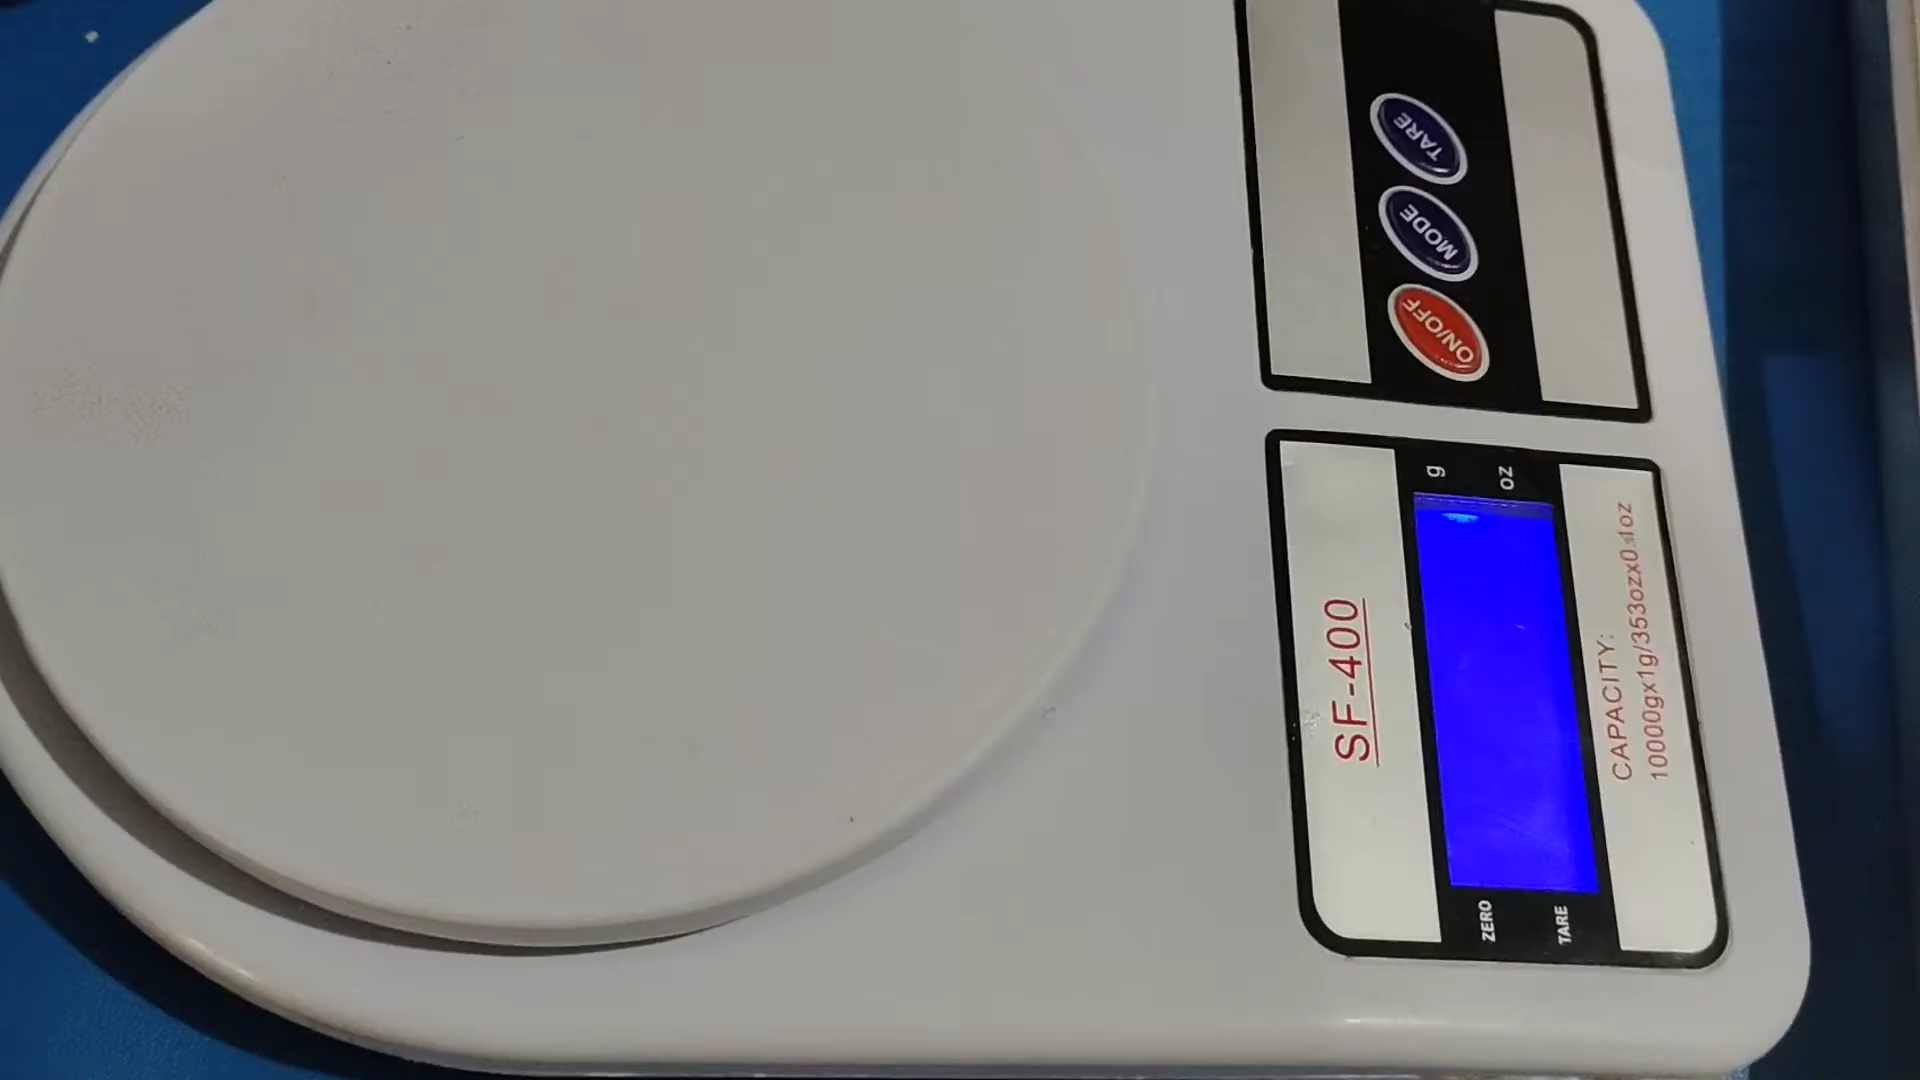 SF-400
g
oz
ZERO
TARE
CAPACITY:
10000gx1g/353ozx0.1oz
ON/OFF
MODE
TARE